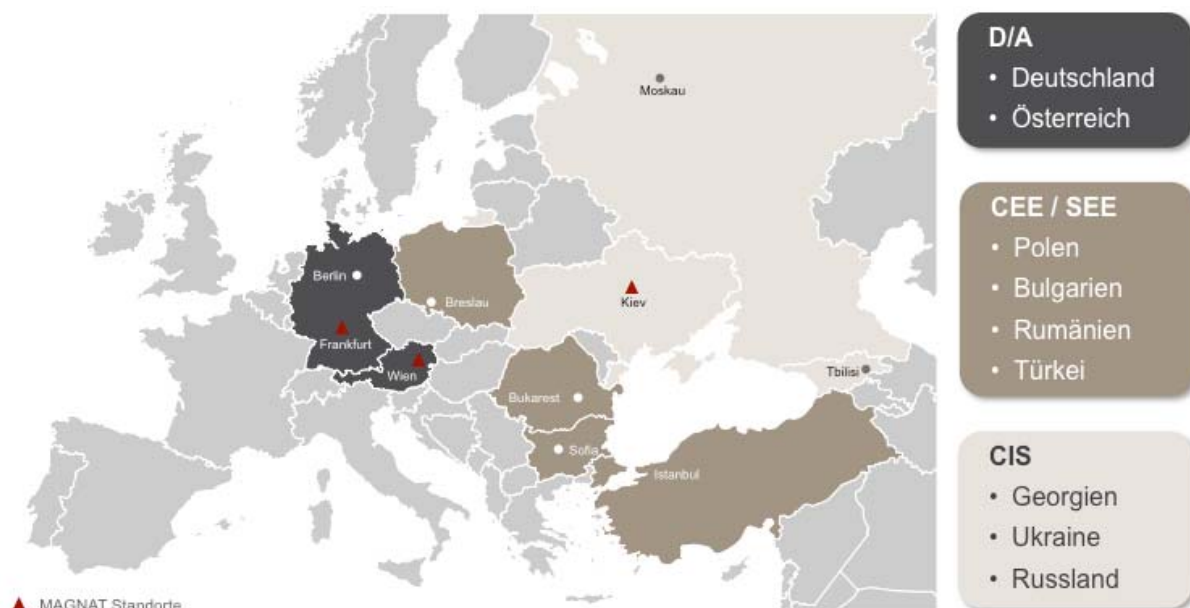 Moskau
Berlin
Breslau
Kiev
Frankfurt
Wien
Tbilisi
Bukarest
Sofia
Istanbul
MAGNAT Standorte
D/A
• Deutschland
• Österreich
CEE / SEE
• Polen
• Bulgarien
• Rumänien
• Türkei
CIS
• Georgien
• Ukraine
• Russland